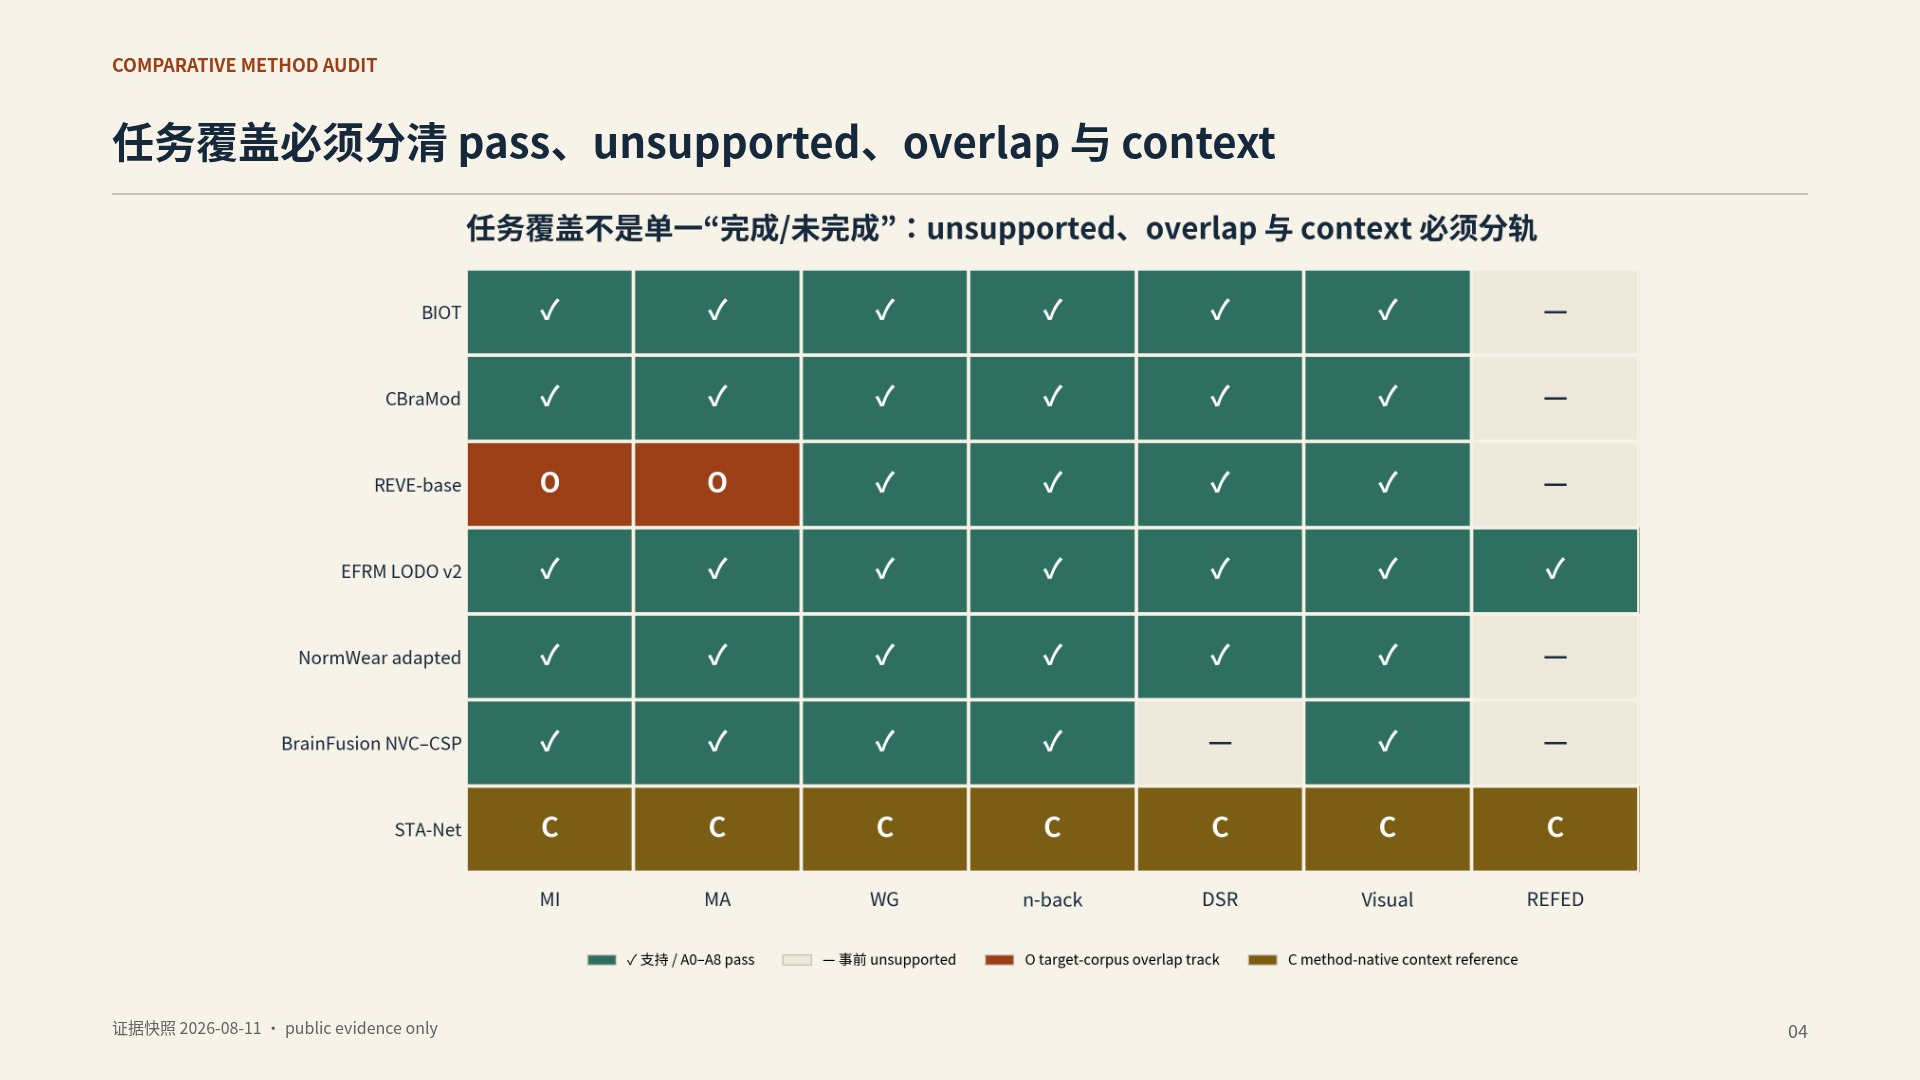 COMPARATIVE METHOD AUDIT
任务覆盖必须分清 pass、unsupported、overlap 与 context
任务覆盖不是单一“完成/未完成”：unsupported、overlap 与 context 必须分轨
BIOT ✓ ✓ ✓ ✓ ✓ ✓ —
CBraMod ✓ ✓ ✓ ✓ ✓ ✓ —
REVE-base O O ✓ ✓ ✓ ✓ —
EFRM LODO v2 ✓ ✓ ✓ ✓ ✓ ✓ ✓
NormWear adapted ✓ ✓ ✓ ✓ ✓ ✓ —
BrainFusion NVC–CSP ✓ ✓ ✓ ✓ — ✓ —
STA-Net C C C C C C C
MI MA WG n-back DSR Visual REFED
✓ 支持 / A0–A8 pass — 事前 unsupported O target-corpus overlap track C method-native context reference
证据快照 2026-08-11 · public evidence only 04